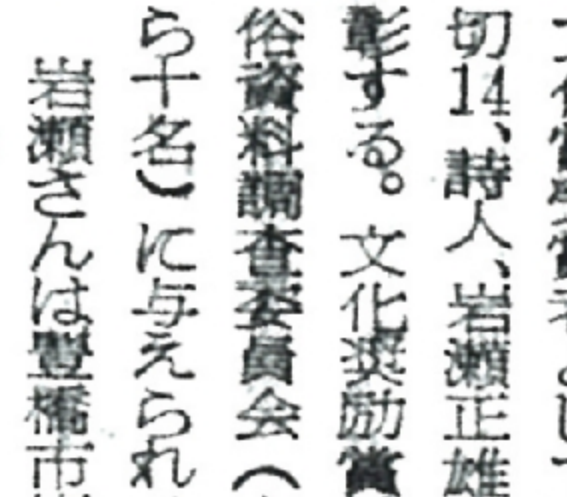 切14、詩人、岩瀬正雄
彰する。文化奨励賞
俗資料調査委員会（
ら十名）に与えられ
岩瀬さんは豊橋市